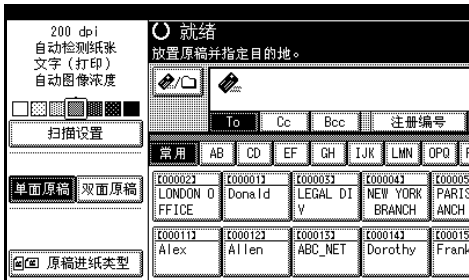 200 dpi
自动检测纸张
文字（打印）
自动图像浓度
扫描设置
单面原稿 双面原稿
原稿进纸类型
就绪
放置原稿并指定目的地。
To Cc Bcc 注册编号
常用 AB CD EF GH IJK LMN OPQ
[00002] [00001] [00003] [00004] [00005
LONDON O Donald LEGAL DI NEW YORK PARIS
FFICE V BRANCH ANCH
[00011] [00012] [00013] [00014] [00015
Alex Allen ABC_NET Dorothy Frank